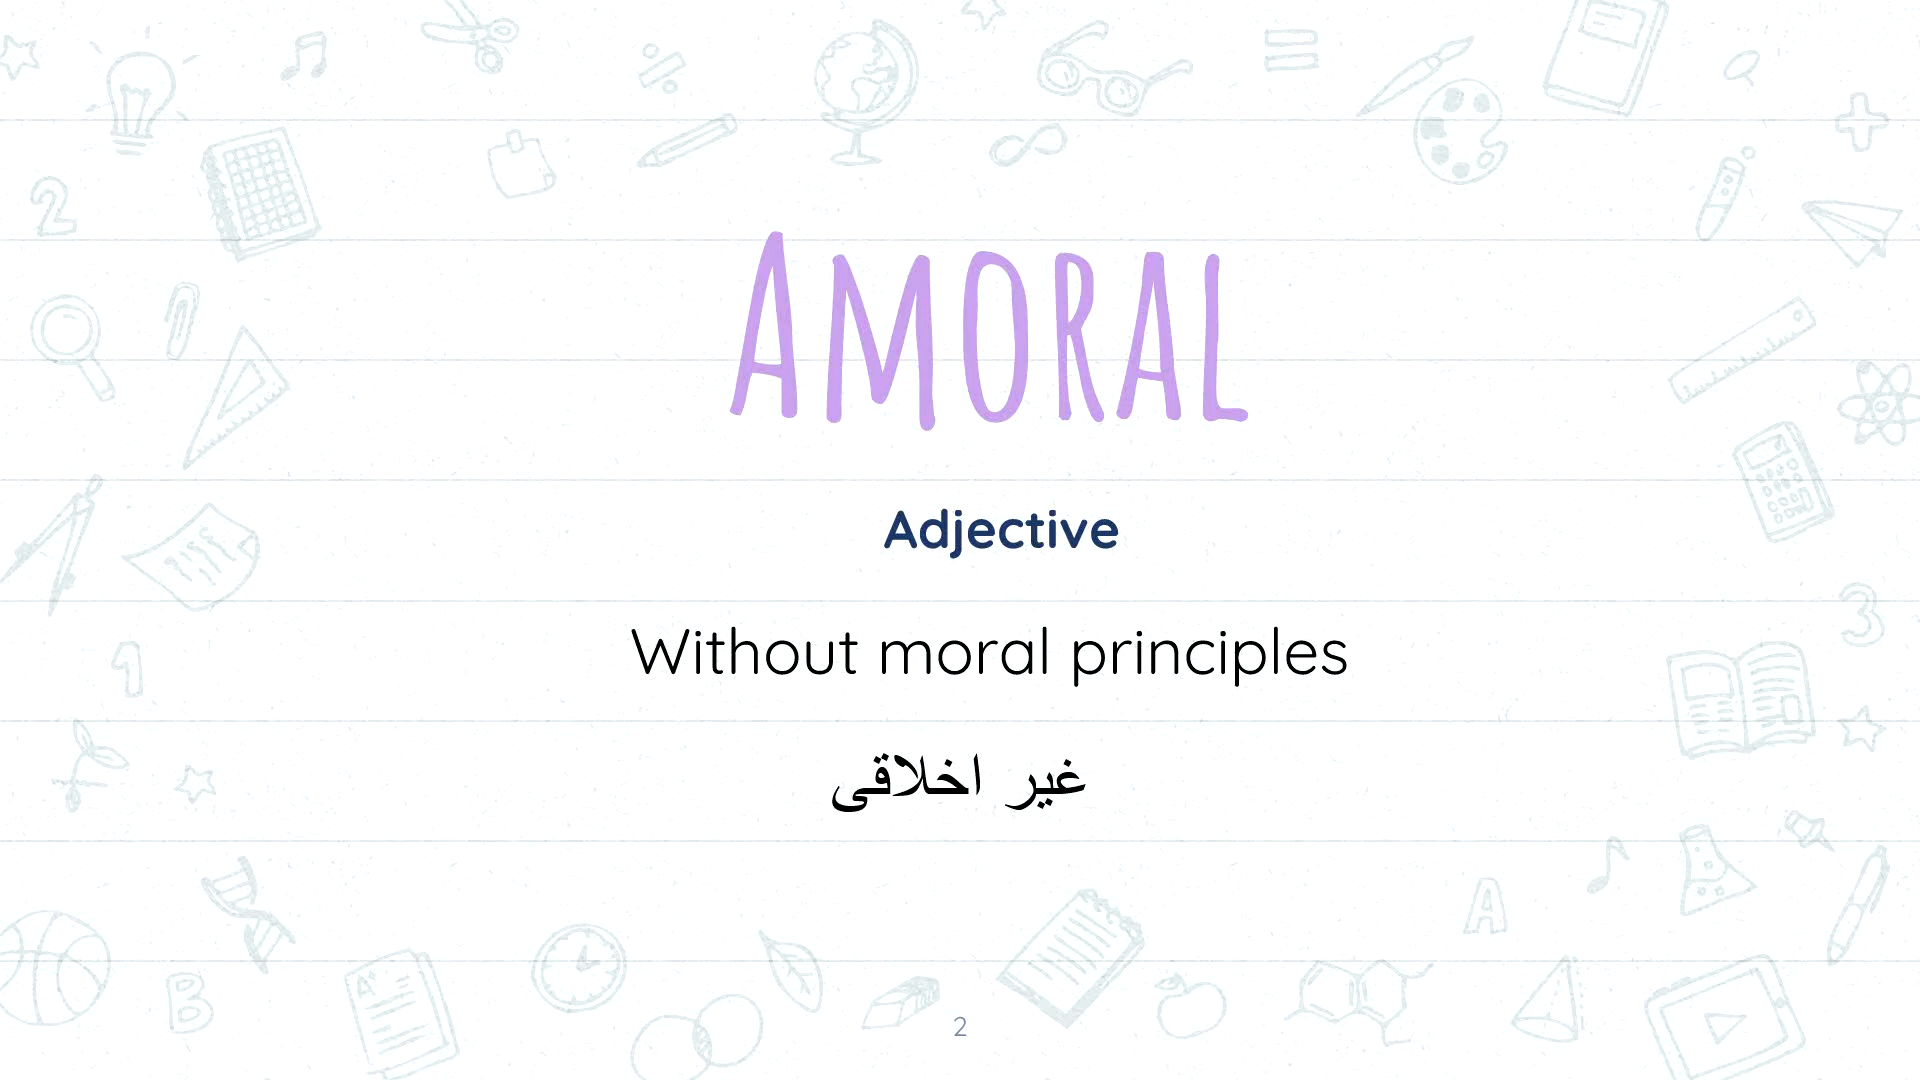 Amoral
Adjective
Without moral principles
غیر اخلاقی
2